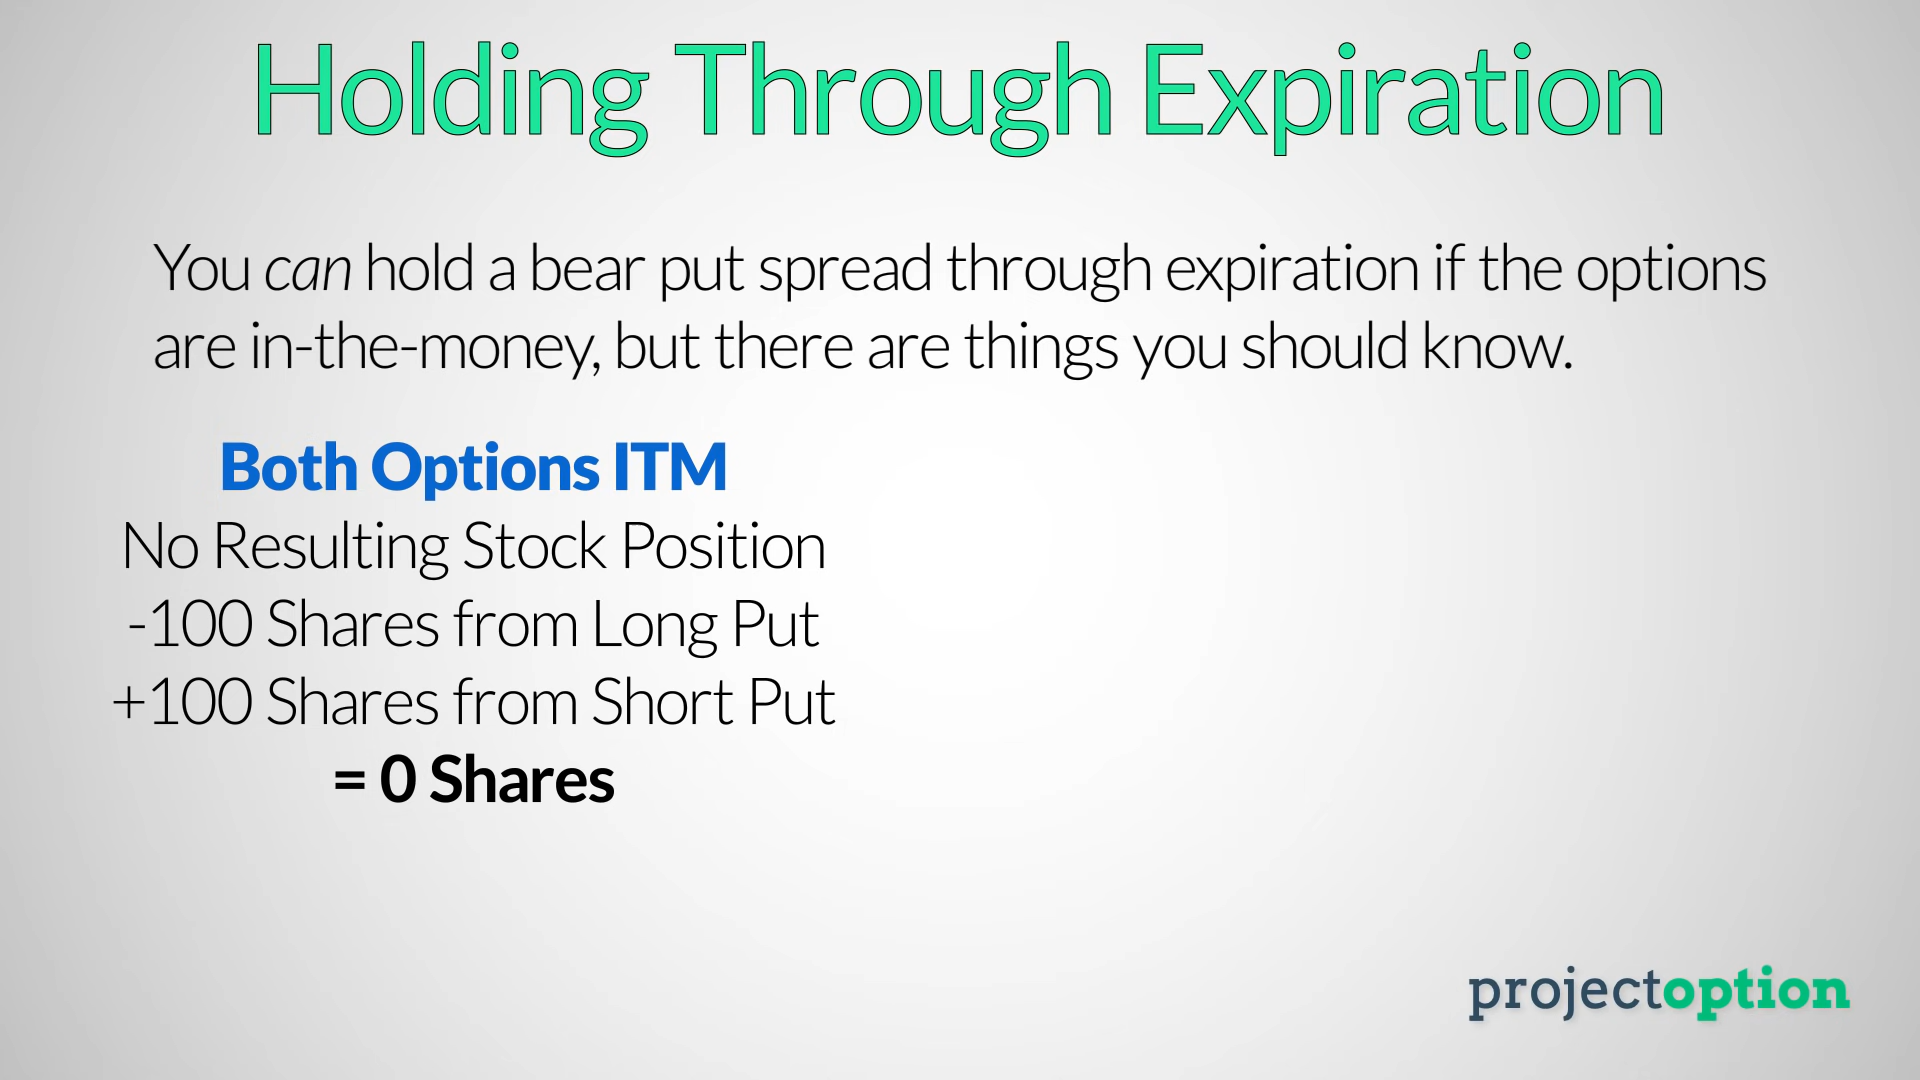 Holding Through Expiration
You can hold a bear put spread through expiration if the options
are in-the-money, but there are things you should know.
Both Options ITM
No Resulting Stock Position
-100 Shares from Long Put
+100 Shares from Short Put
= 0 Shares
projectoption